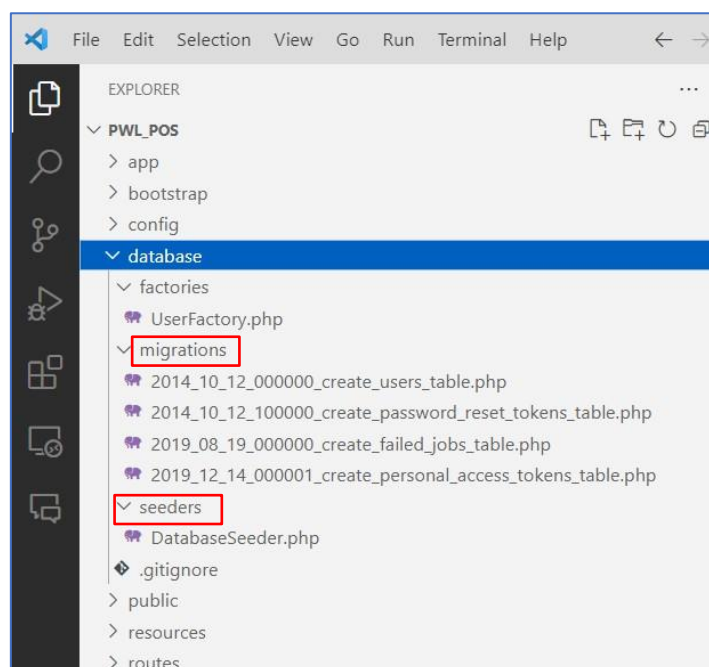 File Edit Selection View Go Run Terminal Help
EXPLORER
PWL_POS
app
bootstrap
config
database
factories
UserFactory.php
migrations
2014_10_12_000000_create_users_table.php
2014_10_12_100000_create_password_reset_tokens_table.php
2019_08_19_000000_create_failed_jobs_table.php
2019_12_14_000001_create_personal_access_tokens_table.php
seeders
DatabaseSeeder.php
.gitignore
public
resources
routes